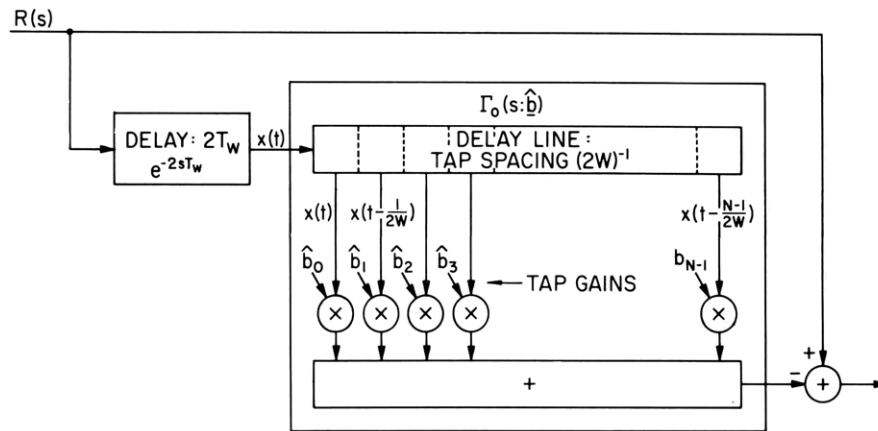 R(s)
Γ₀(s:b̂)
DELAY: 2T_W
e^{-2sT_W}
x(t)
DELAY LINE:
TAP SPACING (2W)⁻¹
x(t)
x(t-1/2W)
x(t-N-1/2W)
b̂₀
b̂₁
b̂₂
b̂₃
b_{N-1}
TAP GAINS
×
×
×
×
×
+
+
−
+